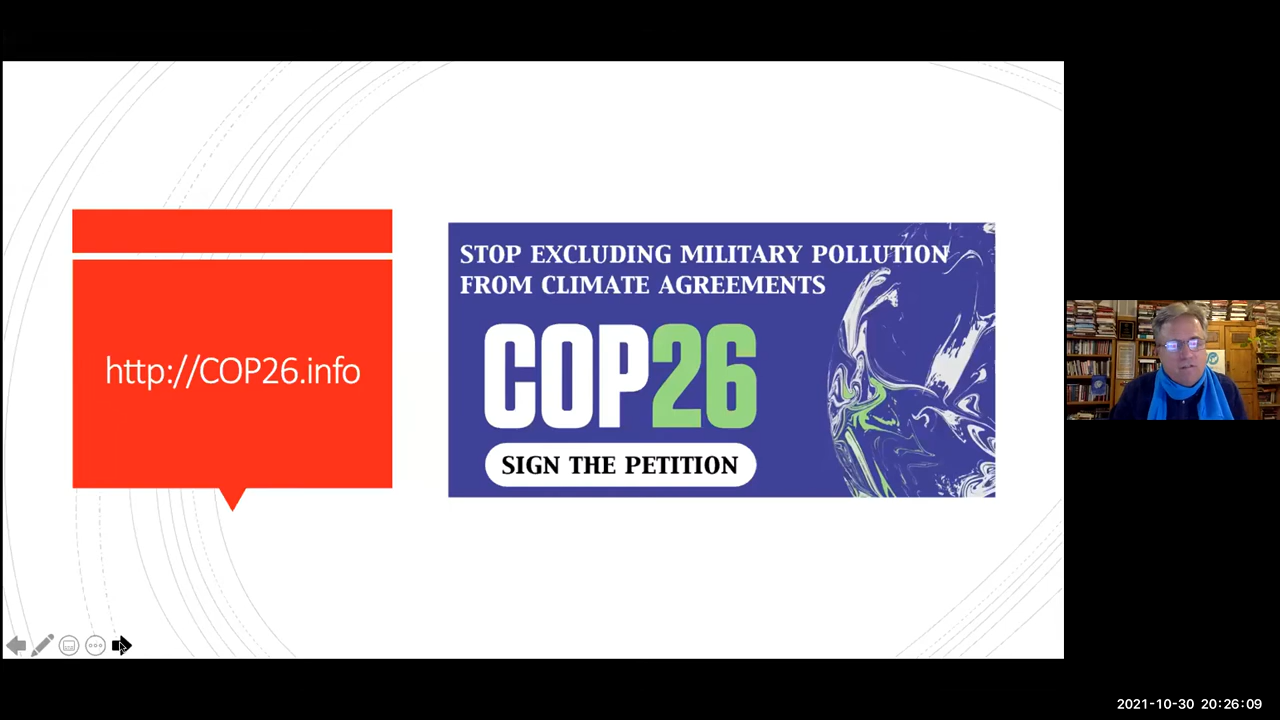 http://COP26.info
STOP EXCLUDING MILITARY POLLUTION
FROM CLIMATE AGREEMENTS
COP26
SIGN THE PETITION
2021-10-30 20:26:09